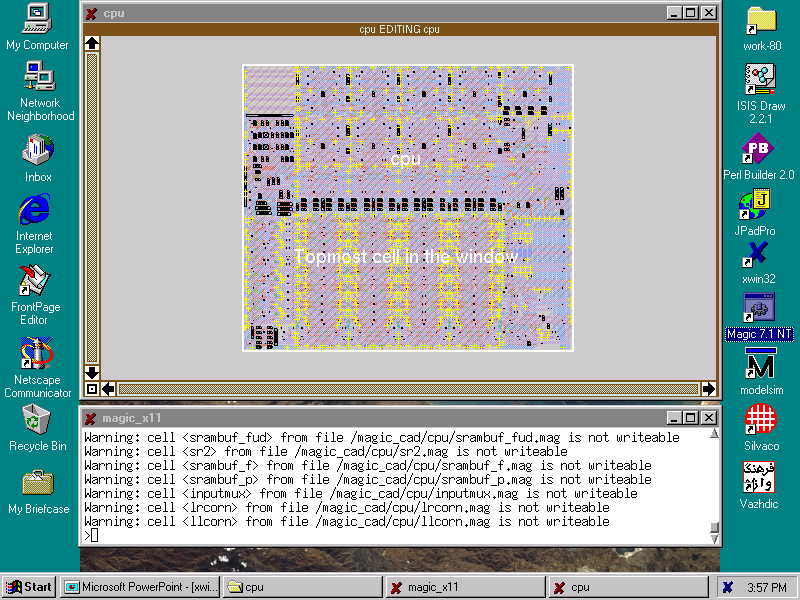 My Computer
Network
Neighborhood
Inbox
Internet
Explorer
FrontPage
Editor
Netscape
Communicator
Recycle Bin
My Briefcase
cpu
cpu EDITING cpu
cpu
Topmost cell in the window
magic_x11
Warning: cell <srambuf_fud> from file /magic_cad/cpu/srambuf_fud.mag is not writeable
Warning: cell <sr2> from file /magic_cad/cpu/sr2.mag is not writeable
Warning: cell <srambuf_f> from file /magic_cad/cpu/srambuf_f.mag is not writeable
Warning: cell <srambuf_p> from file /magic_cad/cpu/srambuf_p.mag is not writeable
Warning: cell <inputmux> from file /magic_cad/cpu/inputmux.mag is not writeable
Warning: cell <lrcorn> from file /magic_cad/cpu/lrcorn.mag is not writeable
Warning: cell <llcorn> from file /magic_cad/cpu/llcorn.mag is not writeable
>
work-80
ISIS Draw
2.2.1
PB
Perl Builder 2.0
J
JPadPro
xwin32
Magic 7.1 NT
M
modelsim
Silvaco
فرهنگ
واژه
Vazhdic
Start
Microsoft PowerPoint - [xwi...
cpu
magic_x11
cpu
3:57 PM